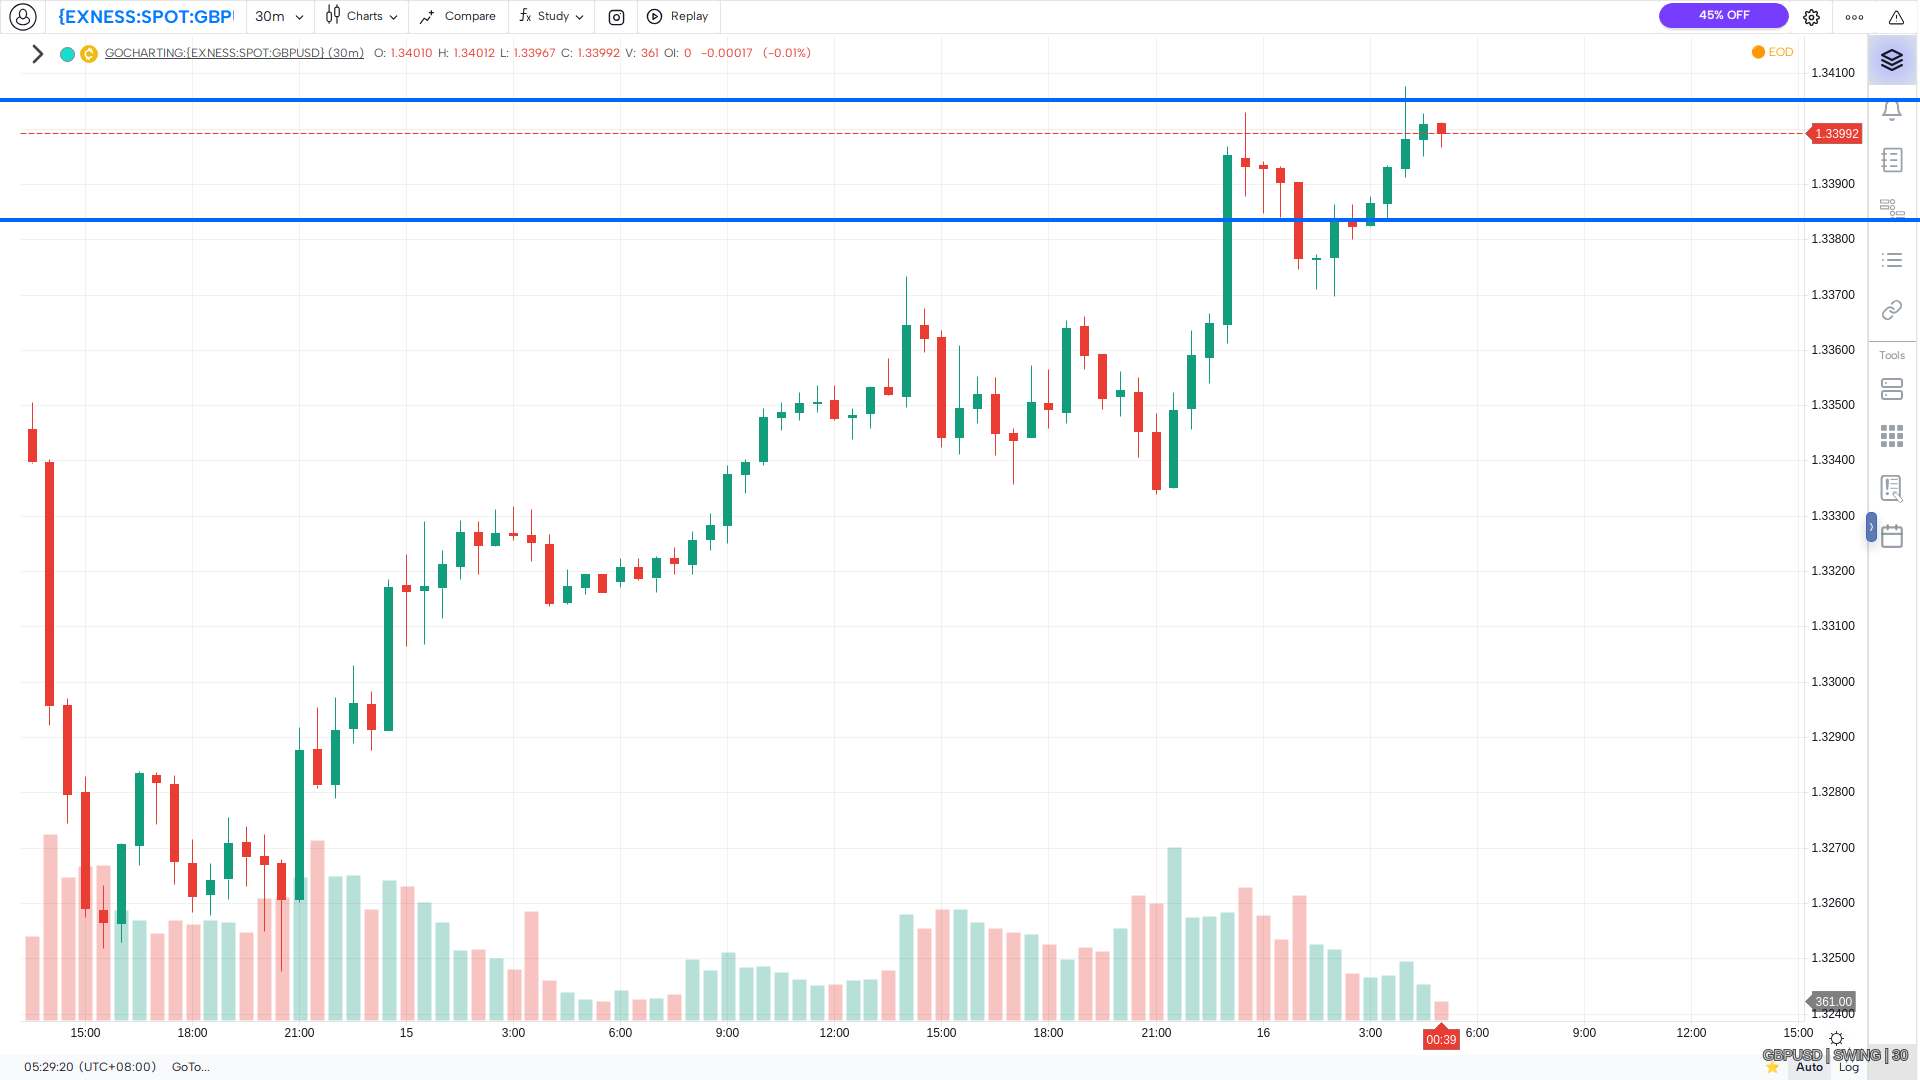 {EXNESS:SPOT:GBP
30m
Charts
Compare
Study
Replay
45% OFF
GOCHARTING:{EXNESS:SPOT:GBPUSD} (30m) O: 1.34010 H: 1.34012 L: 1.33967 C: 1.33992 V: 361 OI: 0 -0.00017 (-0.01%)
EOD
1.34100
1.33992
1.33900
1.33800
1.33700
1.33600
1.33500
1.33400
1.33300
1.33200
1.33100
1.33000
1.32900
1.32800
1.32700
1.32600
1.32500
361.00
1.32400
Tools
15:00 18:00 21:00 15 3:00 6:00 9:00 12:00 15:00 18:00 21:00 16 3:00 00:39 6:00 9:00 12:00 15:00
05:29:20 (UTC+08:00) GoTo...
GBPUSD | SWING | 30
Auto Log